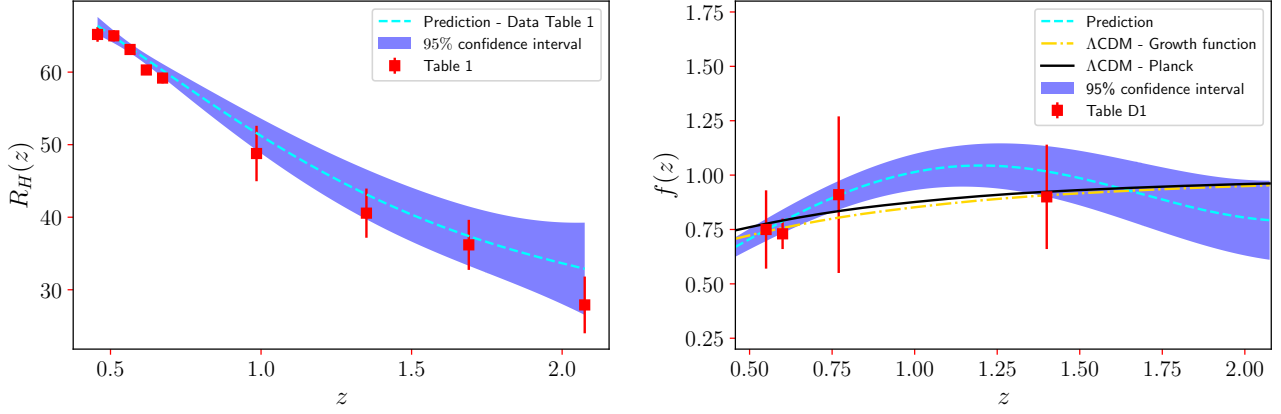 Prediction - Data Table 1
95% confidence interval
Table 1
60
50
40
30
R_H(z)
0.5 1.0 1.5 2.0
z
Prediction
ΛCDM - Growth function
ΛCDM - Planck
95% confidence interval
Table D1
1.75
1.50
1.25
1.00
0.75
0.50
0.25
f(z)
0.50 0.75 1.00 1.25 1.50 1.75 2.00
z